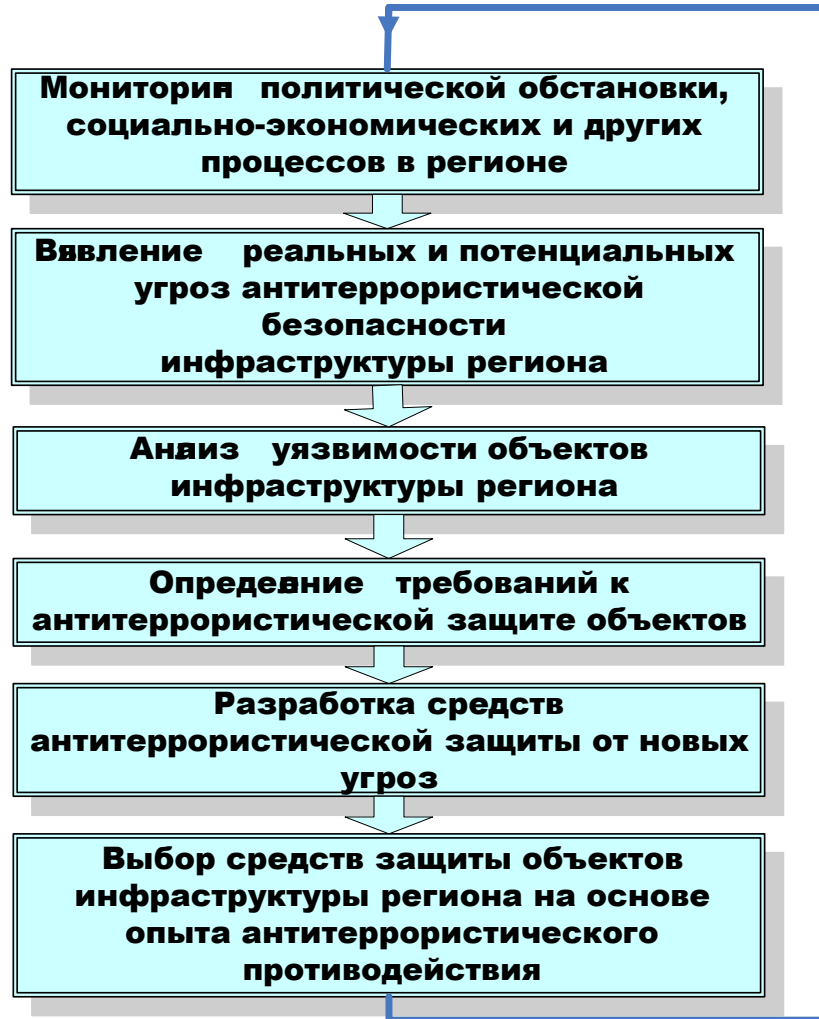 Мониторин политической обстановки,
социально-экономических и других
процессов в регионе
Выявление реальных и потенциальных
угроз антитеррористической
безопасности
инфраструктуры региона
Анализ уязвимости объектов
инфраструктуры региона
Определение требований к
антитеррористической защите объектов
Разработка средств
антитеррористической защиты от новых
угроз
Выбор средств защиты объектов
инфраструктуры региона на основе
опыта антитеррористического
противодействия